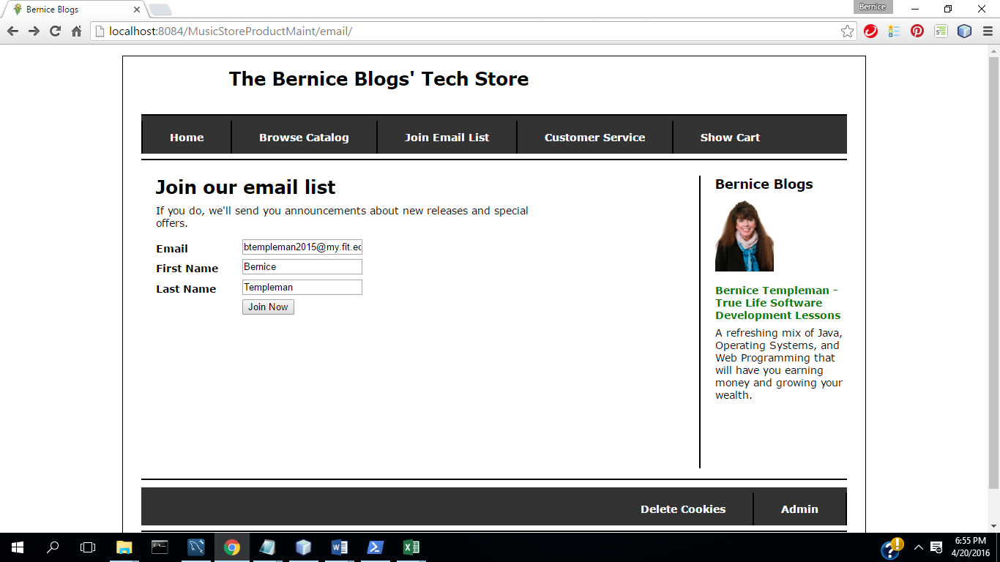 Bernice Blogs
Bernice
localhost:8084/MusicStoreProductMaint/email/
The Bernice Blogs' Tech Store
Home
Browse Catalog
Join Email List
Customer Service
Show Cart
Join our email list
If you do, we'll send you announcements about new releases and special
offers.
Email
btempleman2015@my.fit.ec
First Name
Bernice
Last Name
Templeman
Join Now
Bernice Blogs
Bernice Templeman -
True Life Software
Development Lessons
A refreshing mix of Java,
Operating Systems, and
Web Programming that
will have you earning
money and growing your
wealth.
Delete Cookies
Admin
6:55 PM
4/20/2016